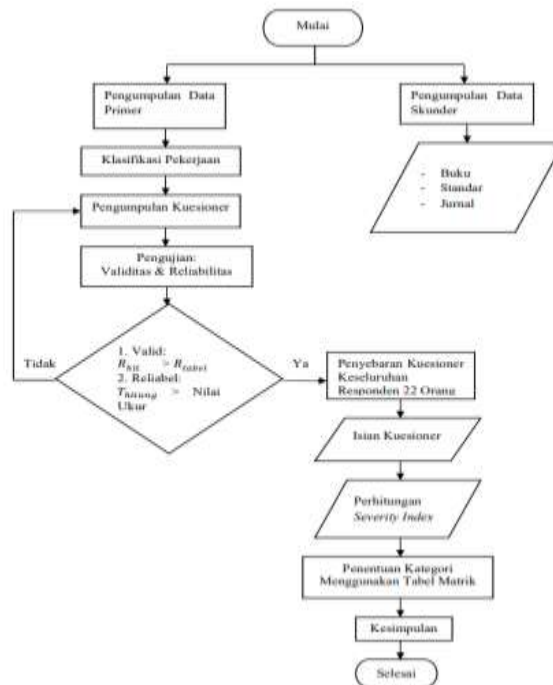 Mulai
Pengumpulan Data
Primer
Pengumpulan Data
Skunder
Klasifikasi Pekerjaan
- Buku
- Standar
- Jurnal
Pengumpulan Kuesioner
Pengujian:
Validitas & Reliabilitas
Tidak
1. Valid:
R_hit > R_tabel
2. Reliabel:
T_hitung > Nilai
Ukur
Ya
Penyebaran Kuesioner
Keseluruhan
Responden 22 Orang
Isian Kuesioner
Perhitungan
Severity Index
Penentuan Kategori
Menggunakan Tabel Matrik
Kesimpulan
Selesai